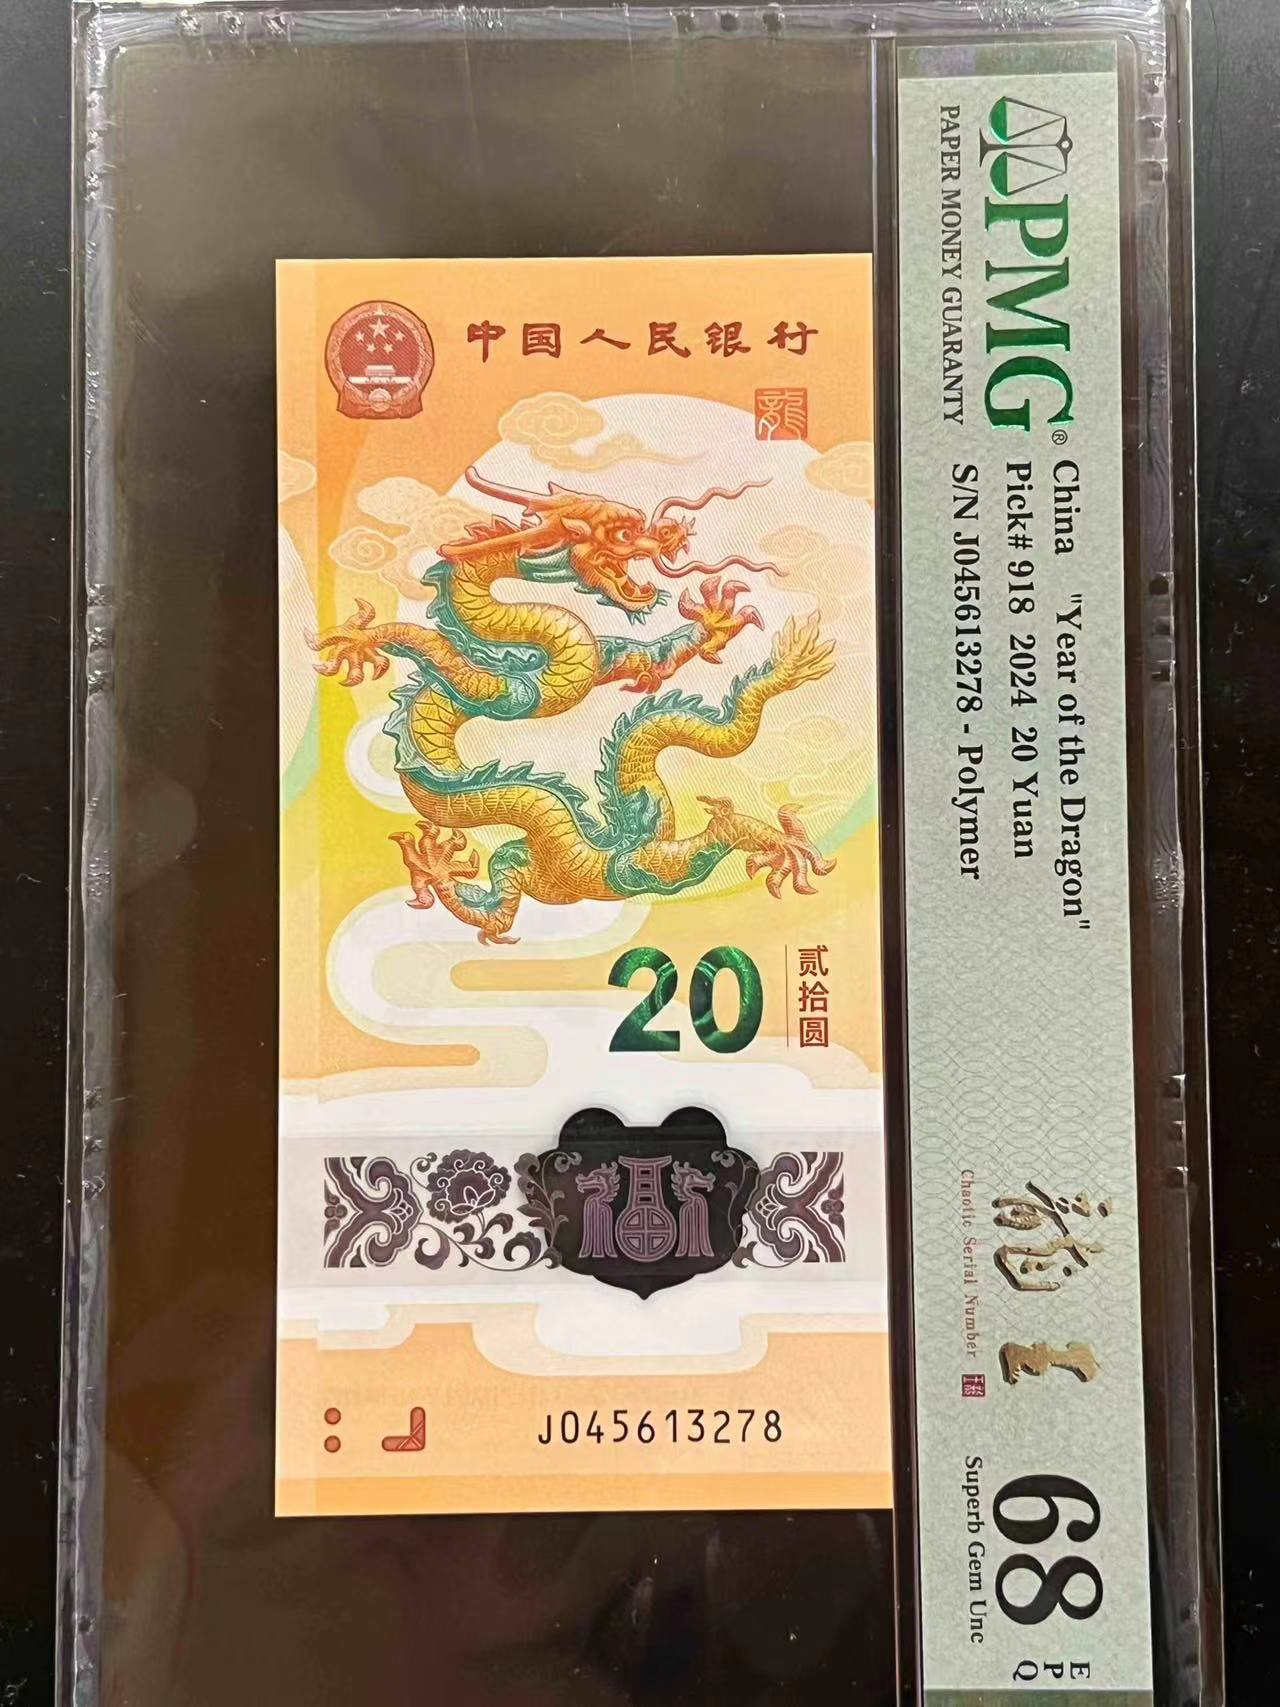 中国人民银行
龍
20
贰拾圆
J045613278
PMG®
PAPER MONEY GUARANTY
China "Year of the Dragon"
Pick# 918 2024 20 Yuan
S/N J045613278 - Polymer
Chaotic Serial Number
68
EPQ
Superb Gem Unc